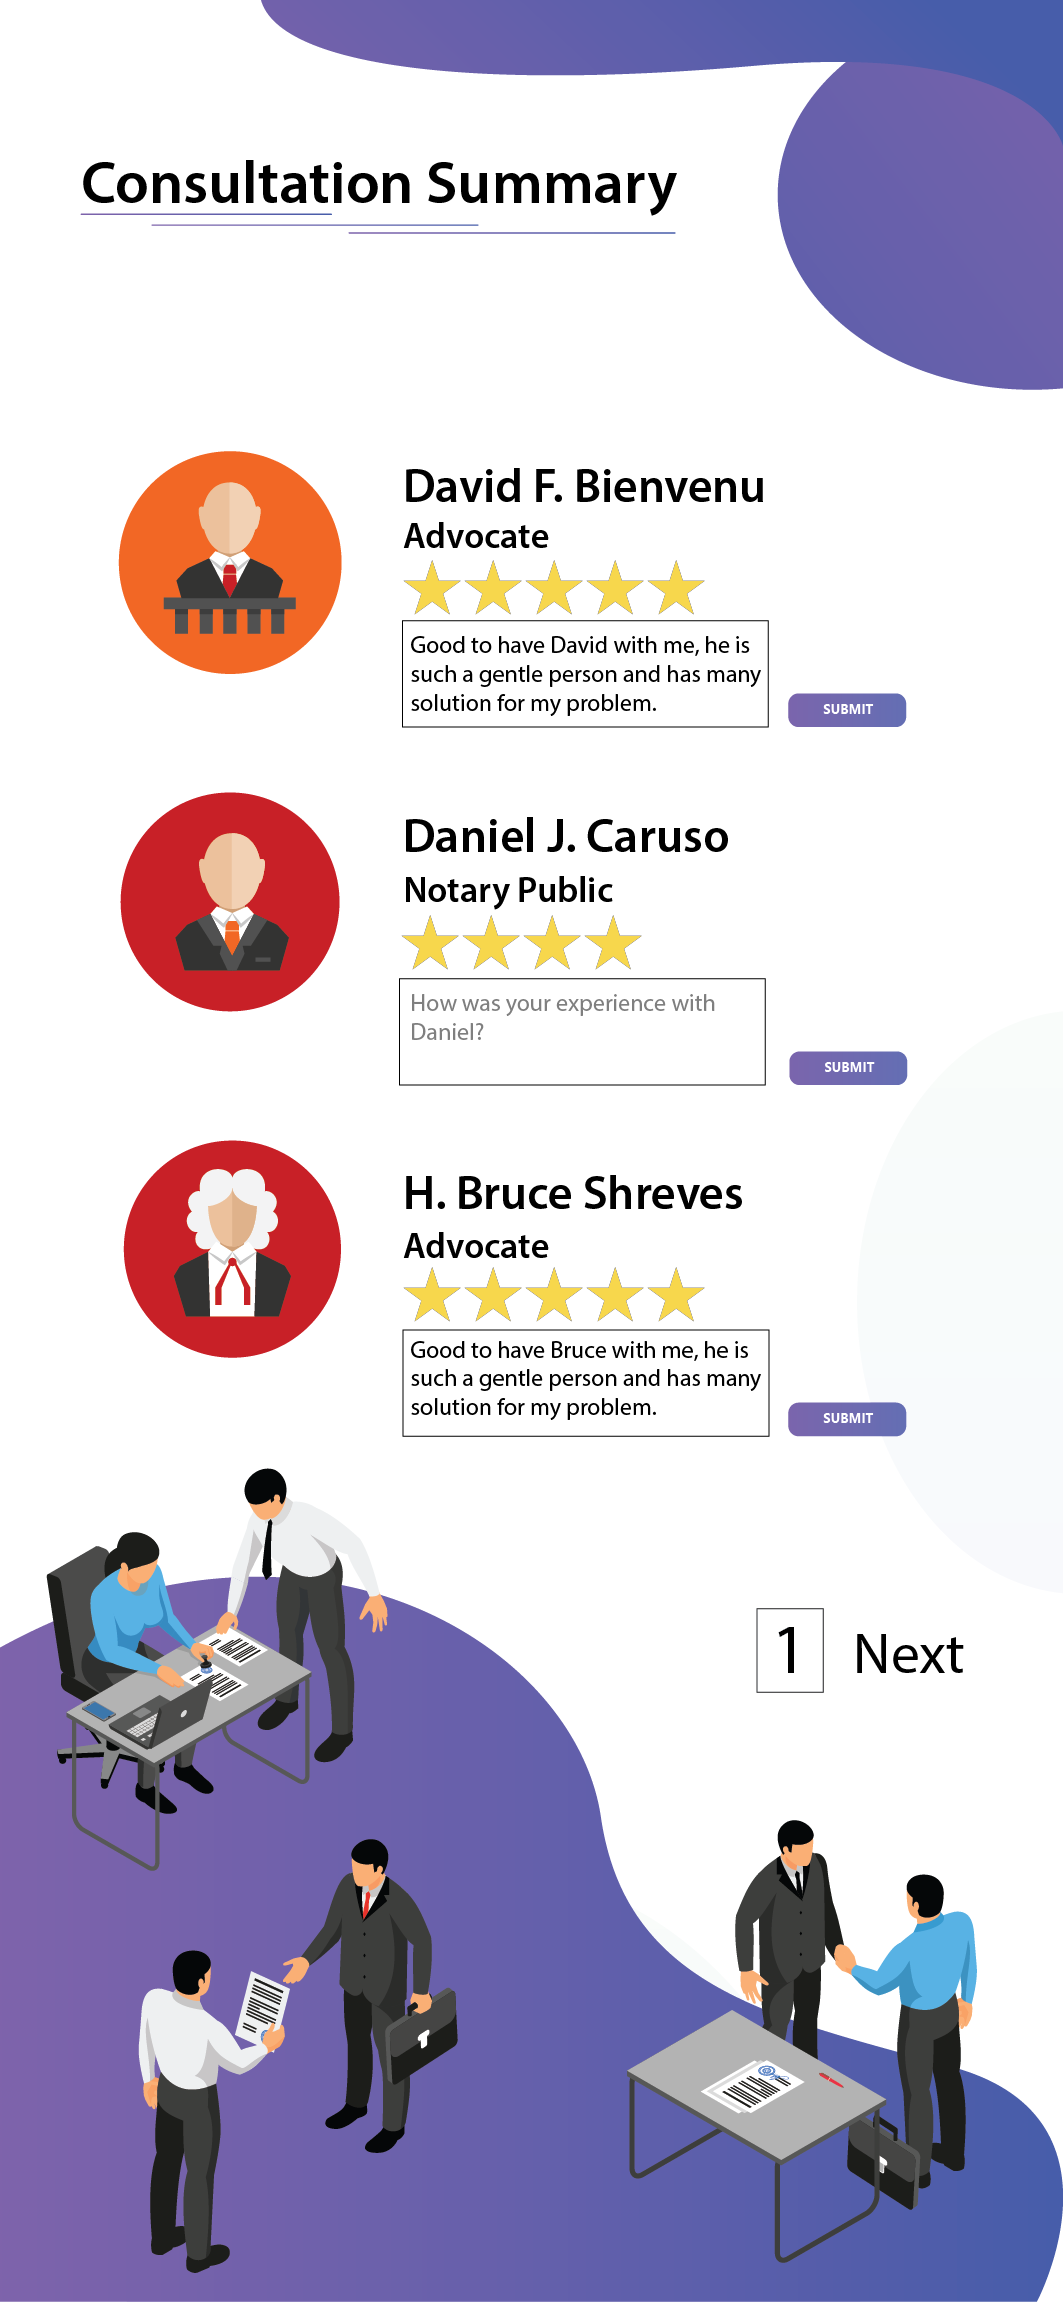 Consultation Summary
David F. Bienvenu
Advocate
Good to have David with me, he is
such a gentle person and has many
solution for my problem.
SUBMIT
Daniel J. Caruso
Notary Public
How was your experience with
Daniel?
SUBMIT
H. Bruce Shreves
Advocate
Good to have Bruce with me, he is
such a gentle person and has many
solution for my problem.
SUBMIT
1 Next